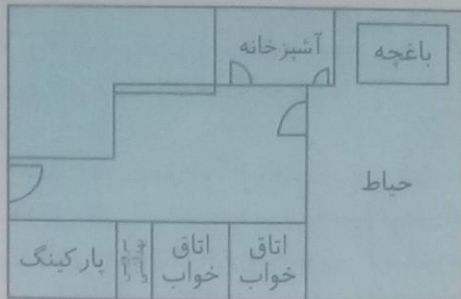 آشپزخانه
باغچه
حیاط
اتاق
خواب
اتاق
خواب
پارکینگ